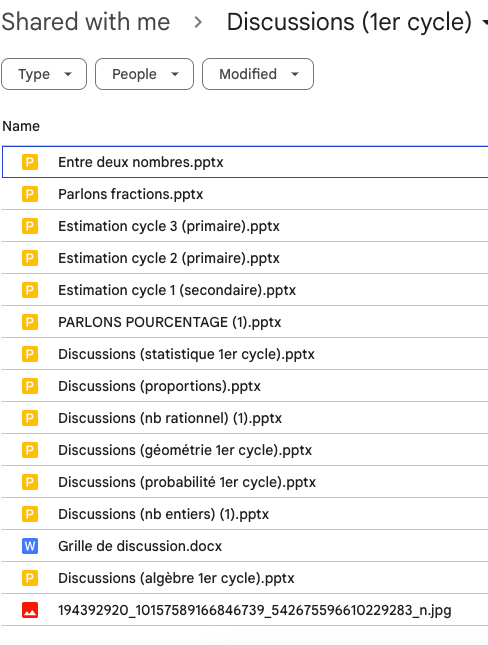 Shared with me > Discussions (1er cycle)
Type People Modified
Name
P Entre deux nombres.pptx
P Parlons fractions.pptx
P Estimation cycle 3 (primaire).pptx
P Estimation cycle 2 (primaire).pptx
P Estimation cycle 1 (secondaire).pptx
P PARLONS POURCENTAGE (1).pptx
P Discussions (statistique 1er cycle).pptx
P Discussions (proportions).pptx
P Discussions (nb rationnel) (1).pptx
P Discussions (géométrie 1er cycle).pptx
P Discussions (probabilité 1er cycle).pptx
P Discussions (nb entiers) (1).pptx
W Grille de discussion.docx
P Discussions (algèbre 1er cycle).pptx
194392920_10157589166846739_542675596610229283_n.jpg